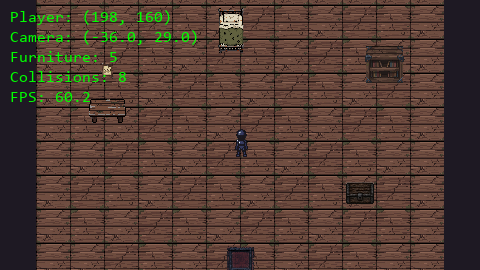 Player: (198, 160)
Camera: (-36.0, 29.0)
Furniture: 5
Collisions: 8
FPS: 60.2